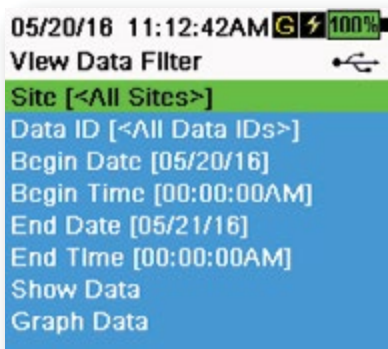 05/20/16 11:12:42AM G 100%
View Data Filter
Site [<All Sites>]
Data ID [<All Data IDs>]
Begin Date [05/20/16]
Begin Time [00:00:00AM]
End Date [05/21/16]
End Time [00:00:00AM]
Show Data
Graph Data